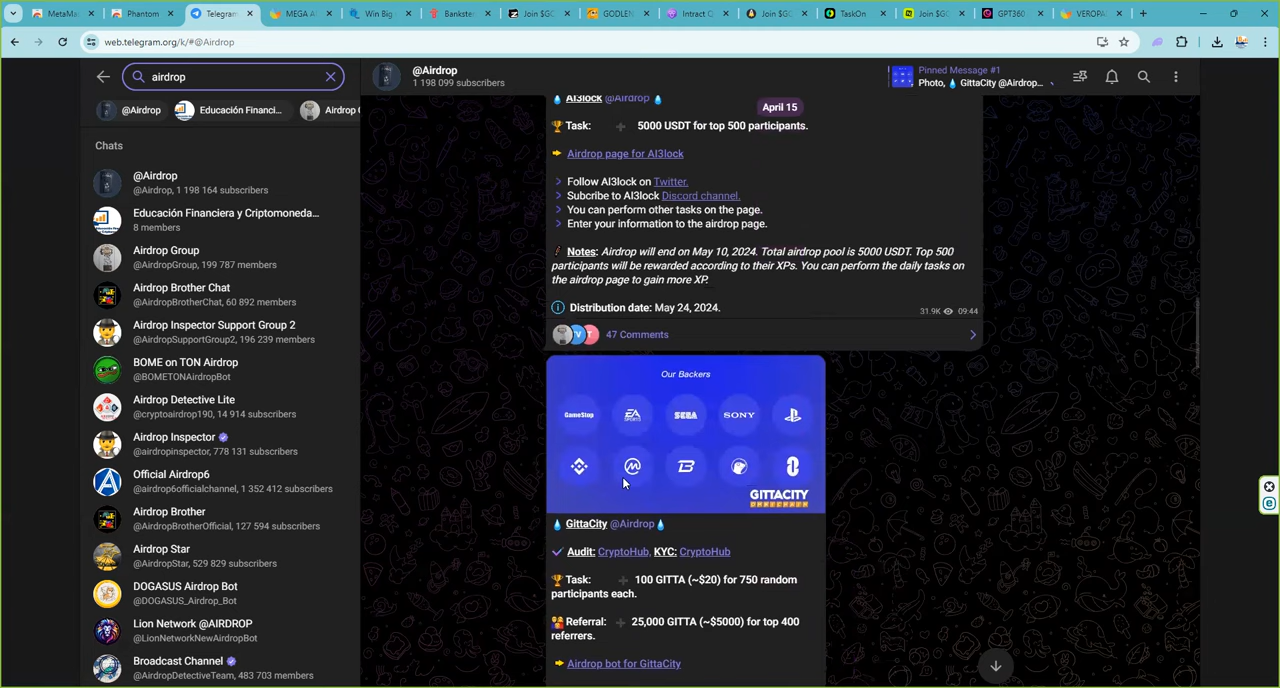 MetaMa
Phantom
Telegram
MEGA A
Win Big
Bankste
Join $GC
GODLEN
Intract Q
Join $GC
TaskOn
Join $GC
GPT360
VEROPA
web.telegram.org/k/#@Airdrop
airdrop
@Airdrop
Educación Financi...
Airdrop G
Chats
@Airdrop
@Airdrop, 1 198 164 subscribers
Educación Financiera y Criptomoneda...
8 members
Airdrop Group
@AirdropGroup, 199 787 members
Airdrop Brother Chat
@AirdropBrotherChat, 60 892 members
Airdrop Inspector Support Group 2
@AirdropSupportGroup2, 196 239 members
BOME on TON Airdrop
@BOMETONAirdropBot
Airdrop Detective Lite
@cryptoairdrop190, 14 914 subscribers
Airdrop Inspector
@airdropinspector, 778 131 subscribers
Official Airdrop6
@airdrop6officialchannel, 1 352 412 subscribers
Airdrop Brother
@AirdropBrotherOfficial, 127 594 subscribers
Airdrop Star
@AirdropStar, 529 829 subscribers
DOGASUS Airdrop Bot
@DOGASUS_Airdrop_Bot
Lion Network @AIRDROP
@LionNetworkNewAirdropBot
Broadcast Channel
@AirdropDetectiveTeam, 483 703 members
@Airdrop
1 198 099 subscribers
Pinned Message #1
Photo, 💧 GittaCity @Airdrop...
AI3lock @Airdrop 💧
April 15
🏆 Task: ➕ 5000 USDT for top 500 participants.
Airdrop page for AI3lock
> Follow AI3lock on Twitter.
> Subcribe to AI3lock Discord channel.
> You can perform other tasks on the page.
> Enter your information to the airdrop page.
Notes: Airdrop will end on May 10, 2024. Total airdrop pool is 5000 USDT. Top 500
participants will be rewarded according to their XPs. You can perform the daily tasks on
the airdrop page to gain more XP.
Distribution date: May 24, 2024.
31.9K 09:44
47 Comments
Our Backers
GameStop
EA SPORTS
SEGA
SONY
GITTACITY
💧 GittaCity @Airdrop 💧
Audit: CryptoHub, KYC: CryptoHub
🏆 Task: ➕ 100 GITTA (~$20) for 750 random
participants each.
Referral: ➕ 25,000 GITTA (~$5000) for top 400
referrers.
Airdrop bot for GittaCity